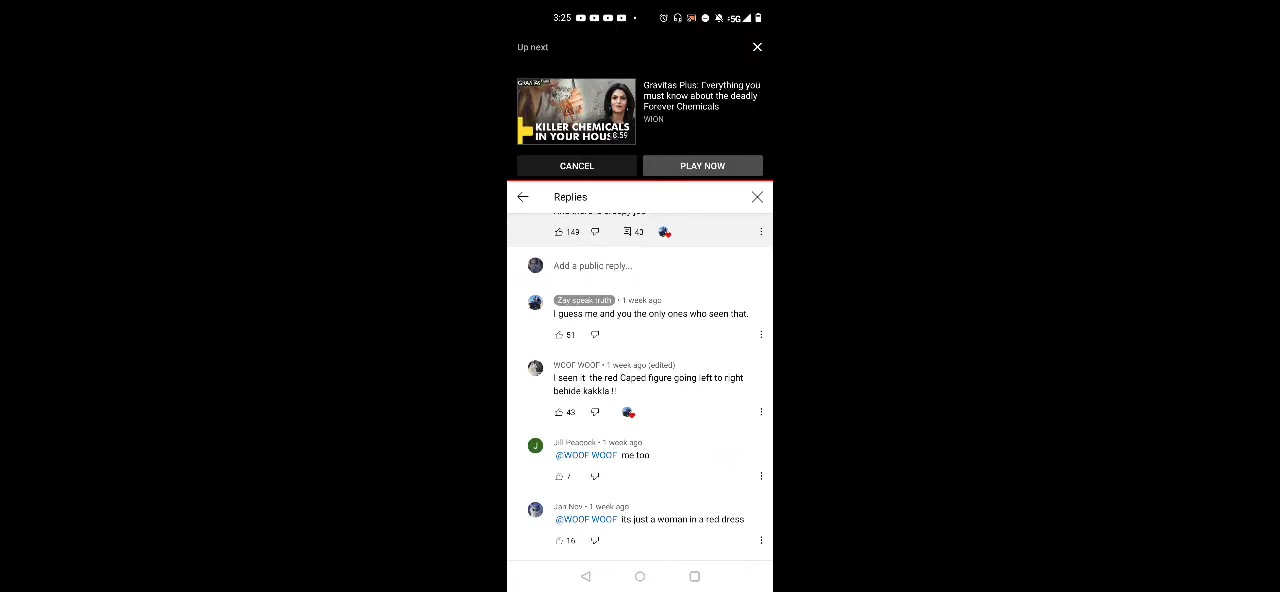 3:25
5G
Up next
GRAVITAS
KILLER CHEMICALS
IN YOUR HOUS
8:59
Gravitas Plus: Everything you
must know about the deadly
Forever Chemicals
WION
CANCEL
PLAY NOW
Replies
149
43
Add a public reply...
Zay speak truth • 1 week ago
I guess me and you the only ones who seen that.
51
WOOF WOOF • 1 week ago (edited)
I seen it the red Caped figure going left to right
behide kakkla !!
43
J
Jill Peacock • 1 week ago
@WOOF WOOF me too
7
Jan Nov • 1 week ago
@WOOF WOOF its just a woman in a red dress
16